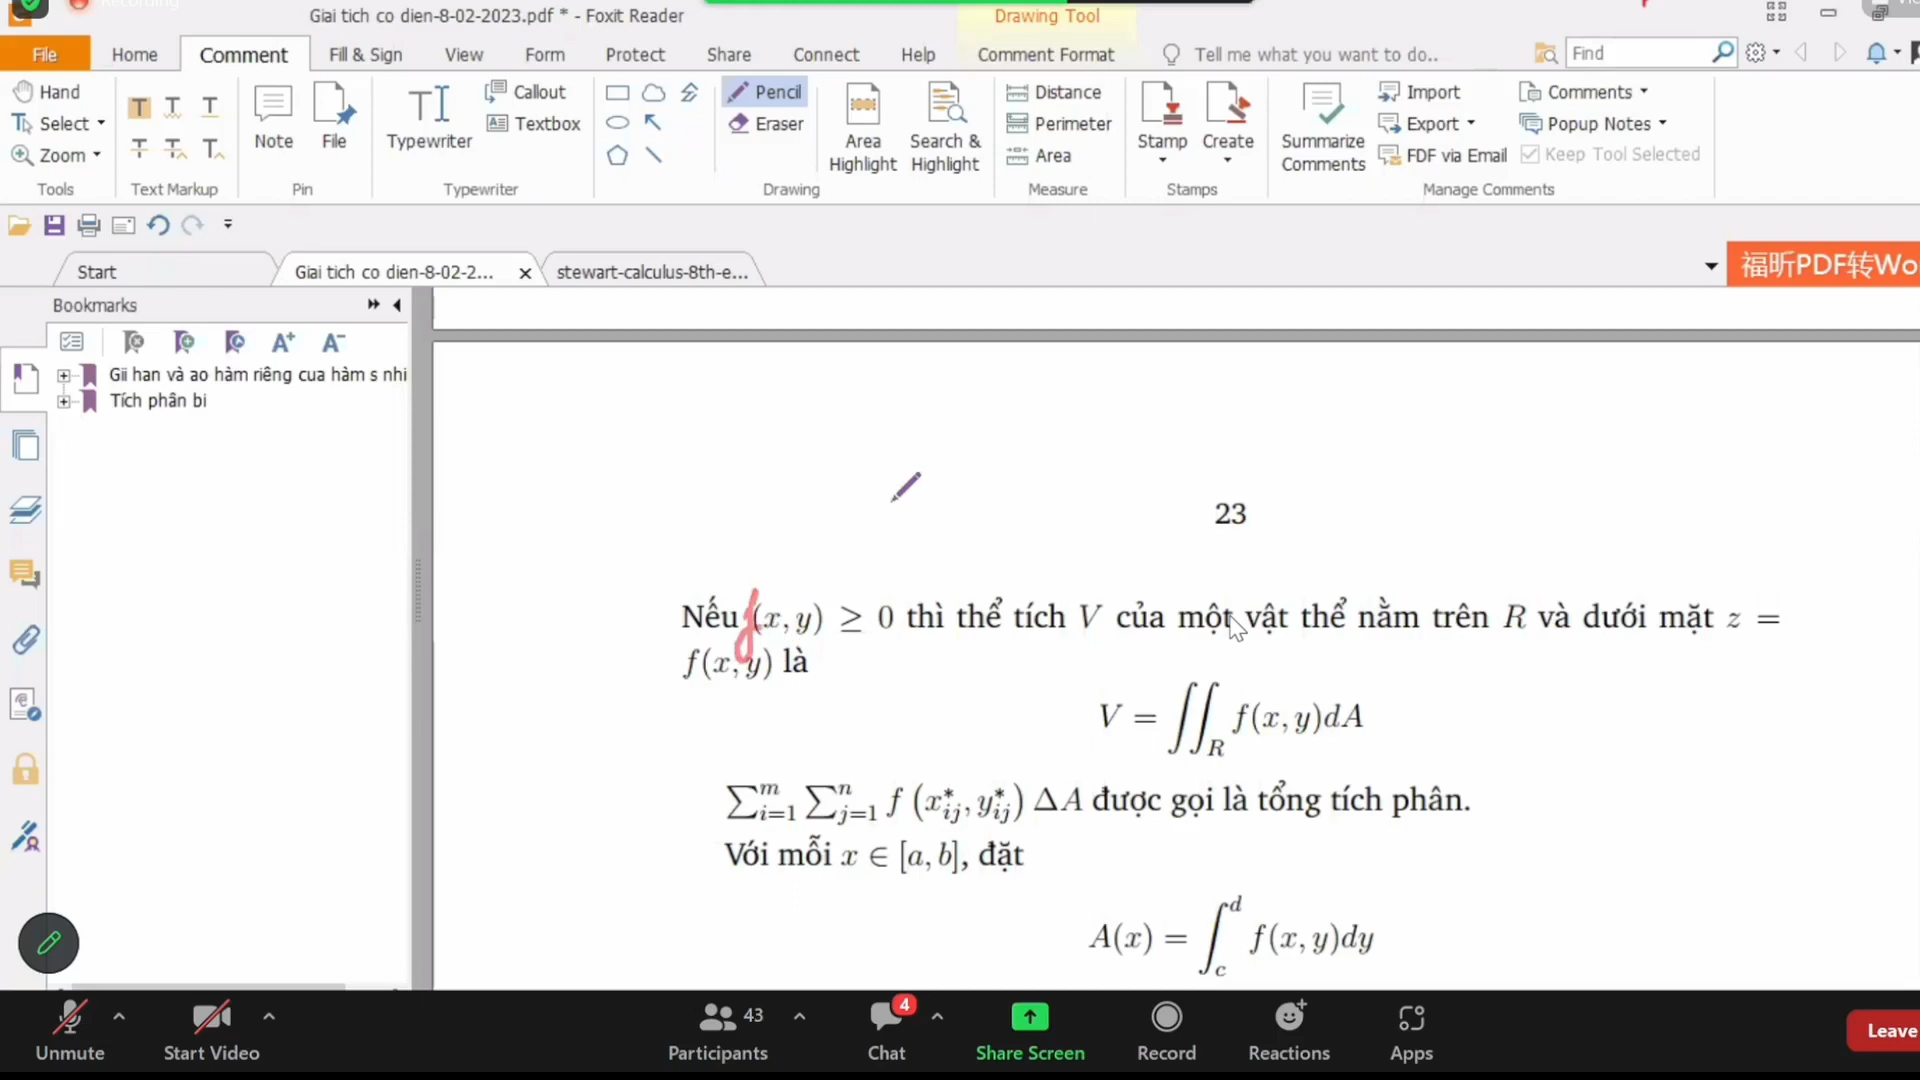 Recording
Giai tich co dien-8-02-2023.pdf * - Foxit Reader
Drawing Tool
File Home Comment Fill & Sign View Form Protect Share Connect Help Comment Format Tell me what you want to do.. Find
Hand
Select
Zoom
Tools
Text Markup
Note
File
Pin
Typewriter
Callout
Textbox
Typewriter
Pencil
Eraser
Area Highlight
Search & Highlight
Drawing
Distance
Perimeter
Area
Measure
Stamp
Create
Stamps
Summarize Comments
Import
Export
FDF via Email
Comments
Popup Notes
Keep Tool Selected
Manage Comments
Start
Giai tich co dien-8-02-2...
stewart-calculus-8th-e...
福昕PDF转Wo
Bookmarks
Gii han và ao hàm riêng cua hàm s nhi
Tích phân bi
23
Nếu f(x, y) ≥ 0 thì thể tích V của một vật thể nằm trên R và dưới mặt z =
f(x, y) là
V = ∬_R f(x, y)dA
∑_{i=1}^{m} ∑_{j=1}^{n} f (x*_{ij}, y*_{ij}) ΔA được gọi là tổng tích phân.
Với mỗi x ∈ [a, b], đặt
A(x) = ∫_c^d f(x, y)dy
Unmute
Start Video
43
Participants
4
Chat
Share Screen
Record
Reactions
Apps
Leave